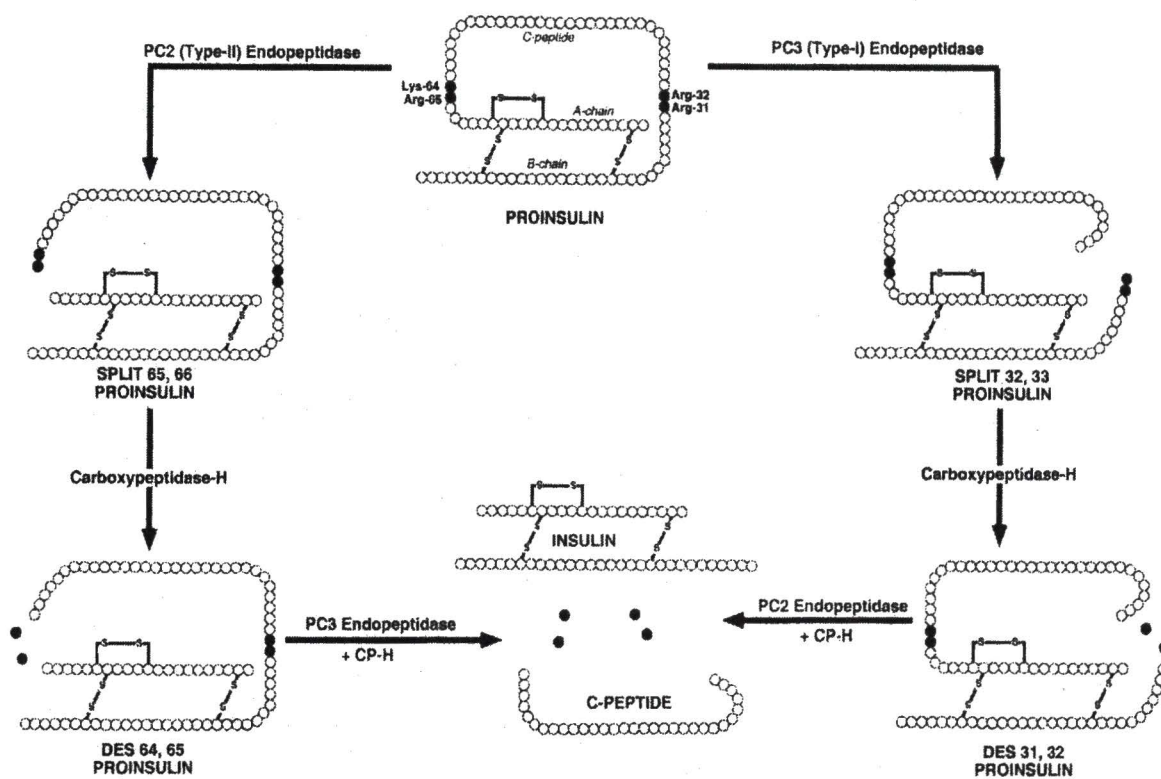 C-peptide
PC2 (Type-II) Endopeptidase
PC3 (Type-I) Endopeptidase
Lys-64
Arg-65
Arg-32
Arg-31
S—S
A-chain
S
S
S
S
B-chain
PROINSULIN
S—S
S
S
S
S
SPLIT 65, 66
PROINSULIN
S—S
S
S
S
S
SPLIT 32, 33
PROINSULIN
Carboxypeptidase-H
Carboxypeptidase-H
S—S
S
S
INSULIN
S
S
PC3 Endopeptidase
+ CP-H
PC2 Endopeptidase
+ CP-H
C-PEPTIDE
S—S
S
S
S
S
DES 64, 65
PROINSULIN
S—S
S
S
S
S
DES 31, 32
PROINSULIN